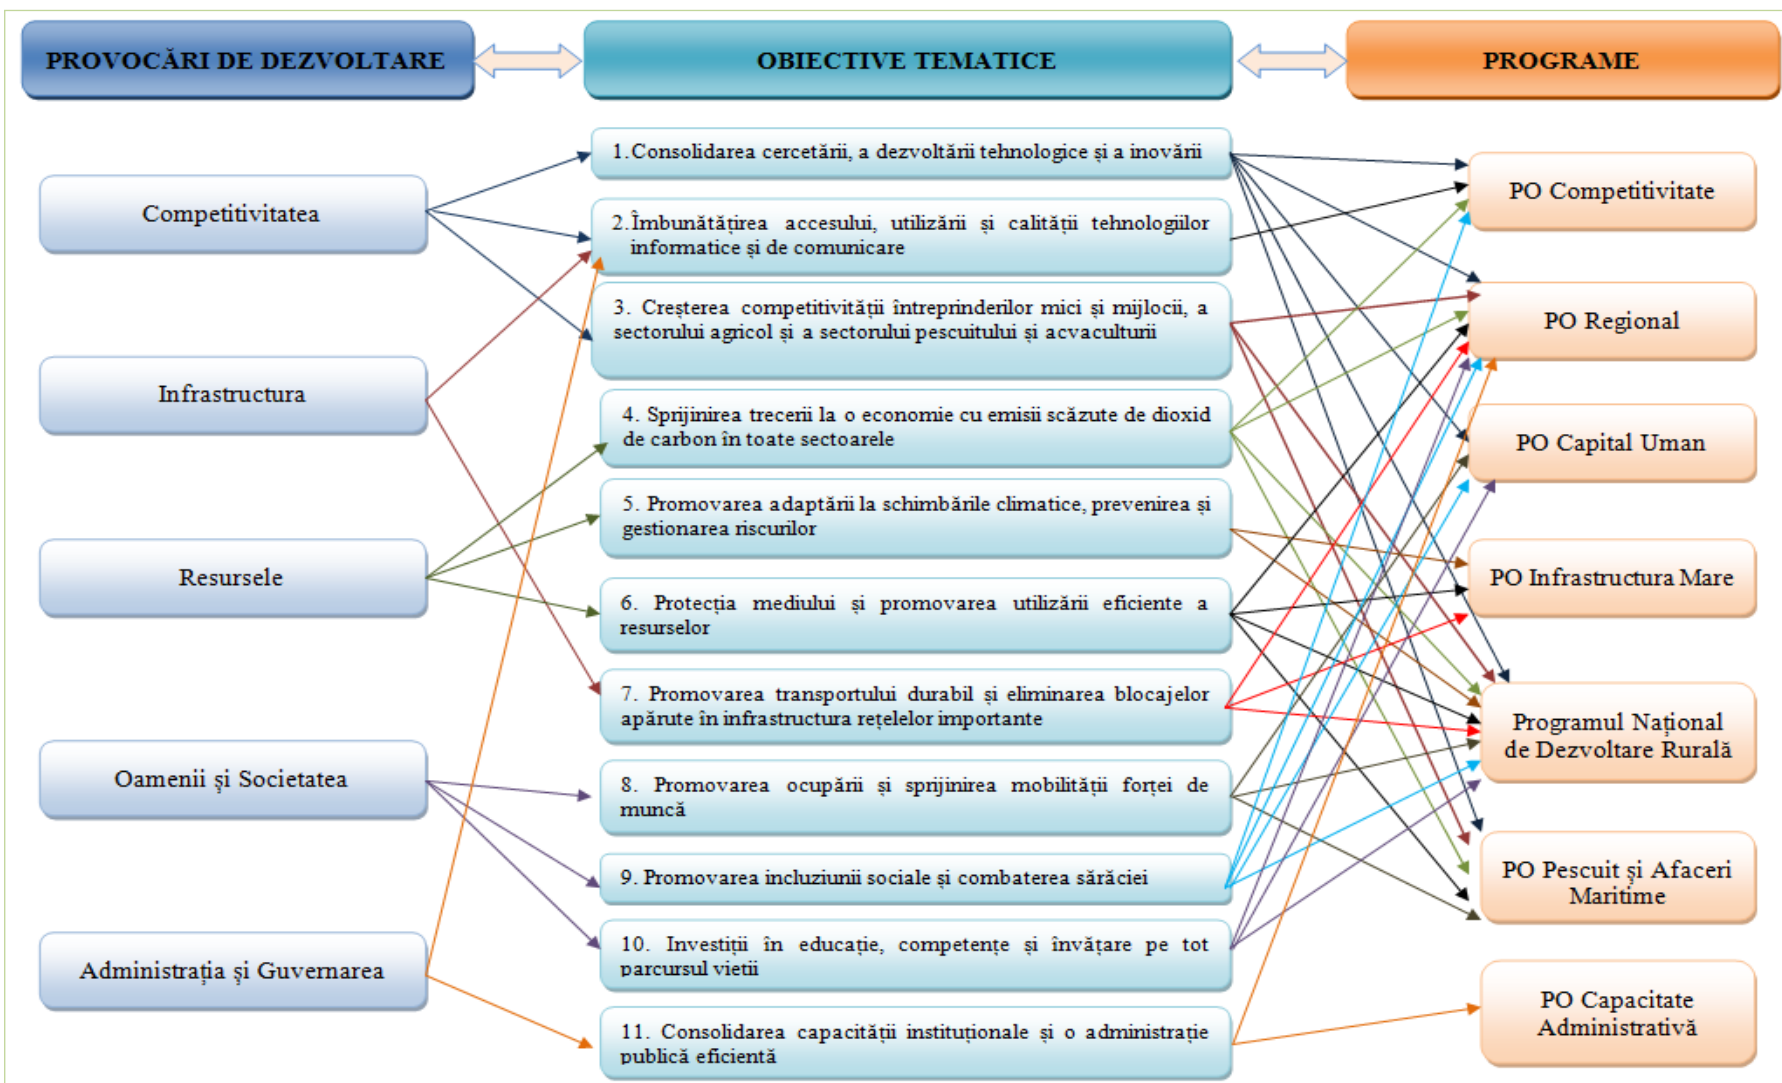 PROVOCĂRI DE DEZVOLTARE
OBIECTIVE TEMATICE
PROGRAME
Competitivitatea
Infrastructura
Resursele
Oamenii și Societatea
Administrația și Guvernarea
1. Consolidarea cercetării, a dezvoltării tehnologice și a inovării
2. Îmbunătățirea accesului, utilizării și calității tehnologiilor
informatice și de comunicare
3. Creșterea competitivității întreprinderilor mici și mijlocii, a
sectorului agricol și a sectorului pescuitului și acvaculturii
4. Sprijinirea trecerii la o economie cu emisii scăzute de dioxid
de carbon în toate sectoarele
5. Promovarea adaptării la schimbările climatice, prevenirea și
gestionarea riscurilor
6. Protecția mediului și promovarea utilizării eficiente a
resurselor
7. Promovarea transportului durabil și eliminarea blocajelor
apărute în infrastructura rețelelor importante
8. Promovarea ocupării și sprijinirea mobilității forței de
muncă
9. Promovarea incluziunii sociale și combaterea sărăciei
10. Investiții în educație, competențe și învățare pe tot
parcursul vieții
11. Consolidarea capacității instituționale și o administrație
publică eficientă
PO Competitivitate
PO Regional
PO Capital Uman
PO Infrastructura Mare
Programul Național
de Dezvoltare Rurală
PO Pescuit și Afaceri
Maritime
PO Capacitate
Administrativă